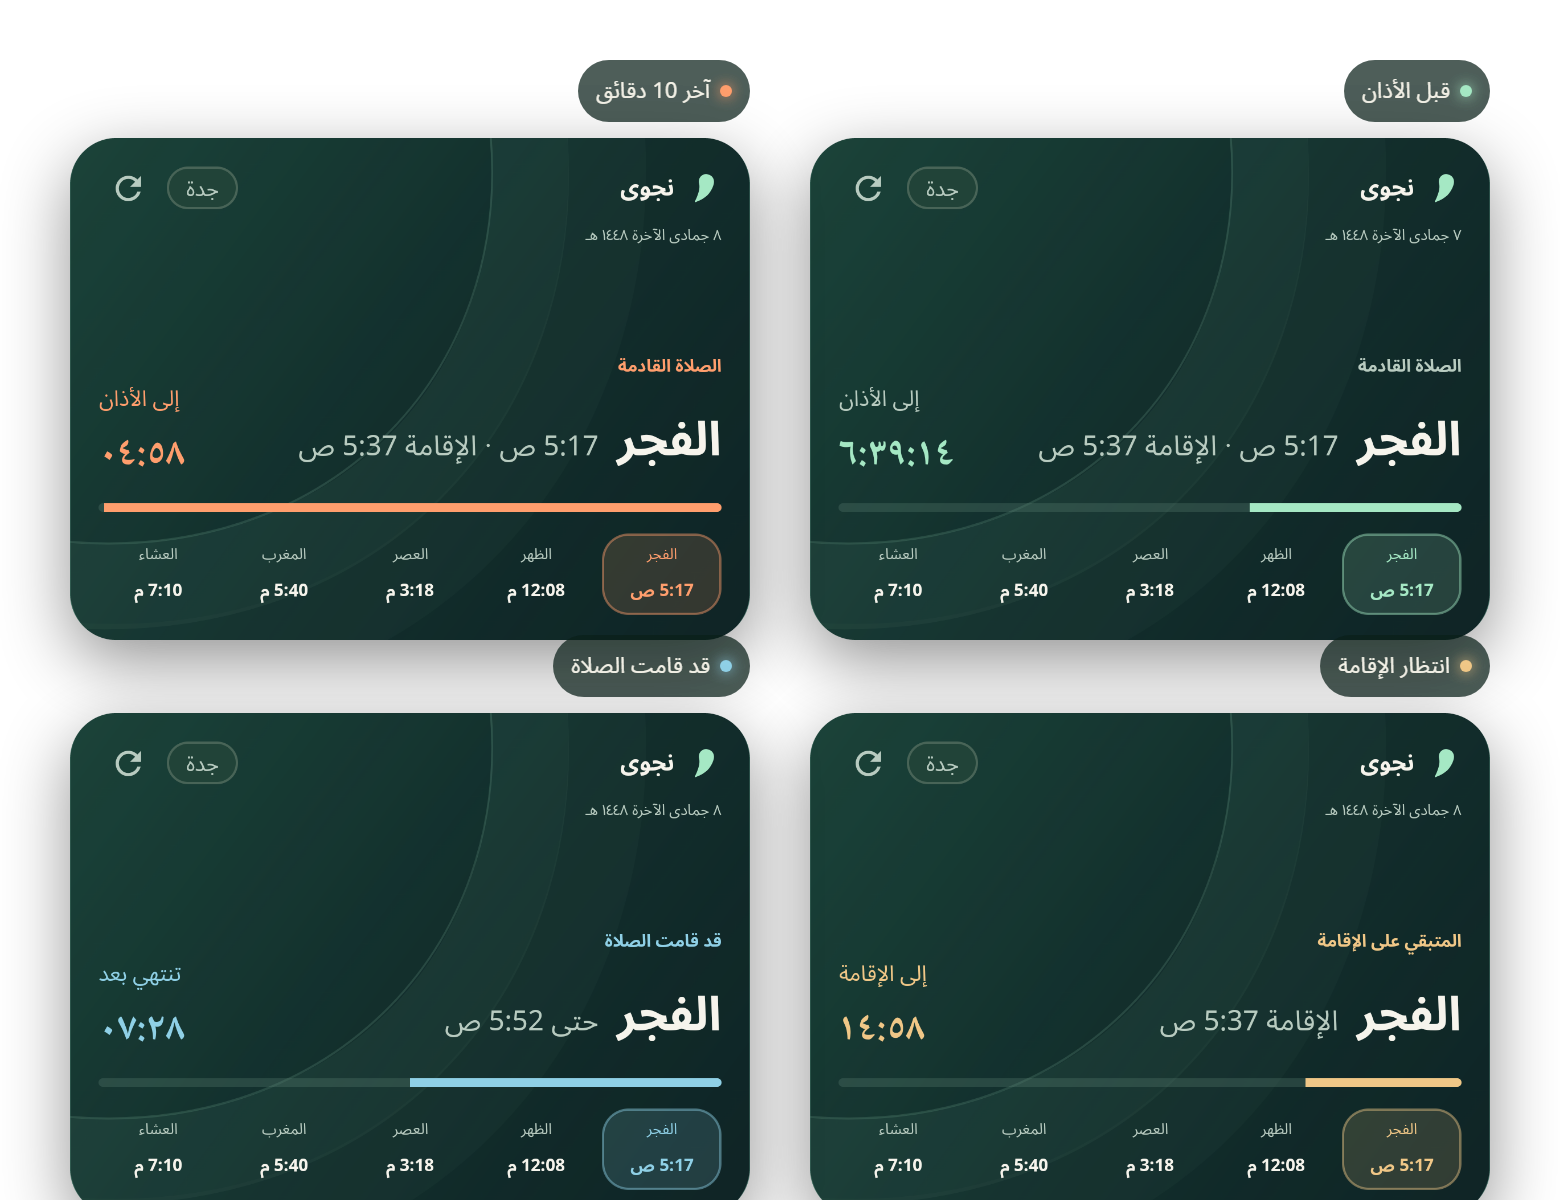 قبل الأذان
نجوى
جدة
٧ جمادى الآخرة ١٤٤٨ هـ
الصلاة القادمة
إلى الأذان
الفجر 5:17 ص · الإقامة 5:37 ص
٦:٣٩:١٤
الفجر الظهر العصر المغرب العشاء
5:17 ص 12:08 م 3:18 م 5:40 م 7:10 م
آخر 10 دقائق
نجوى
جدة
٨ جمادى الآخرة ١٤٤٨ هـ
الصلاة القادمة
إلى الأذان
الفجر 5:17 ص · الإقامة 5:37 ص
٠٤:٥٨
الفجر الظهر العصر المغرب العشاء
5:17 ص 12:08 م 3:18 م 5:40 م 7:10 م
انتظار الإقامة
نجوى
جدة
٨ جمادى الآخرة ١٤٤٨ هـ
المتبقي على الإقامة
إلى الإقامة
الفجر الإقامة 5:37 ص
١٤:٥٨
الفجر الظهر العصر المغرب العشاء
5:17 ص 12:08 م 3:18 م 5:40 م 7:10 م
قد قامت الصلاة
نجوى
جدة
٨ جمادى الآخرة ١٤٤٨ هـ
قد قامت الصلاة
تنتهي بعد
الفجر حتى 5:52 ص
٠٧:٢٨
الفجر الظهر العصر المغرب العشاء
5:17 ص 12:08 م 3:18 م 5:40 م 7:10 م